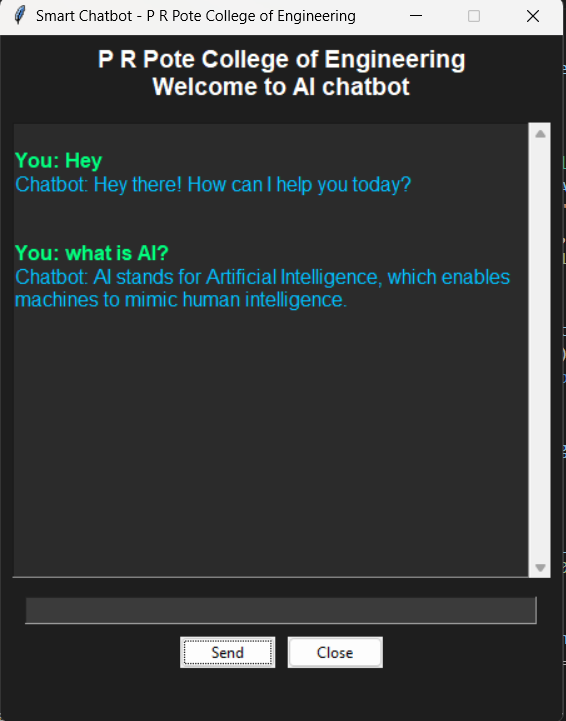 Smart Chatbot - P R Pote College of Engineering
P R Pote College of Engineering
Welcome to AI chatbot
You: Hey
Chatbot: Hey there! How can I help you today?
You: what is AI?
Chatbot: AI stands for Artificial Intelligence, which enables
machines to mimic human intelligence.
Send
Close